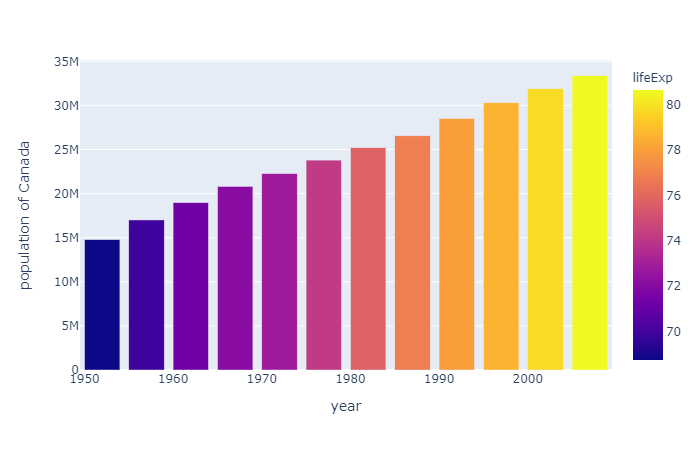 35M
30M
25M
20M
15M
10M
5M
0
population of Canada
1950
1960
1970
1980
1990
2000
year
lifeExp
80
78
76
74
72
70